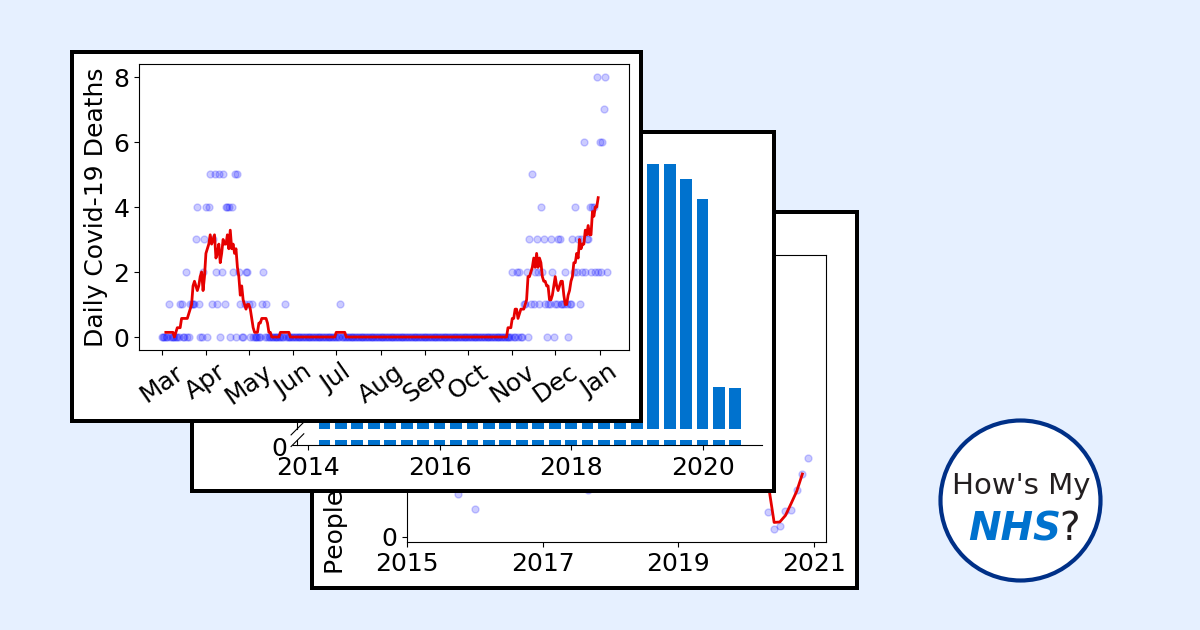 Daily Covid-19 Deaths
8
6
4
2
0
Mar Apr May Jun Jul Aug Sep Oct Nov Dec Jan
0
2014 2016 2018 2020
People
0
2015 2017 2019 2021
How's My
NHS?